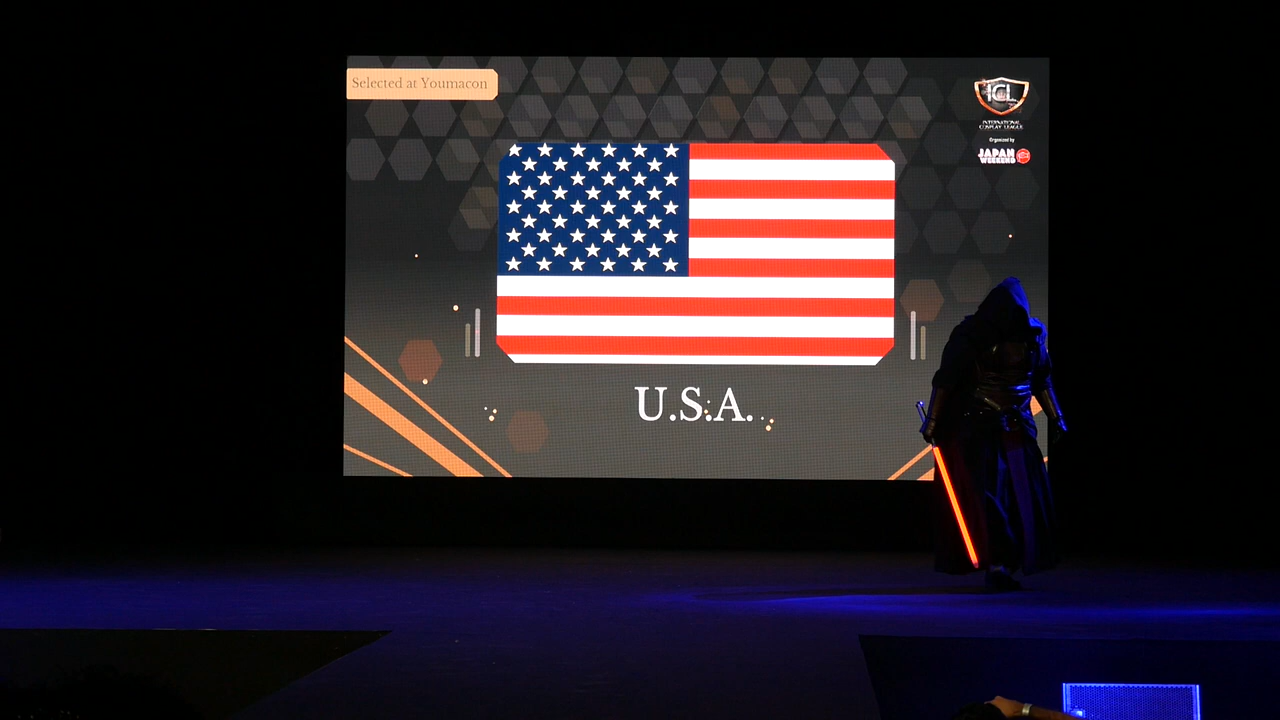 Selected at Youmacon
ICL
INTERNATIONAL
COSPLAY LEAGUE
Organized by
JAPAN
WEEKEND
U.S.A.